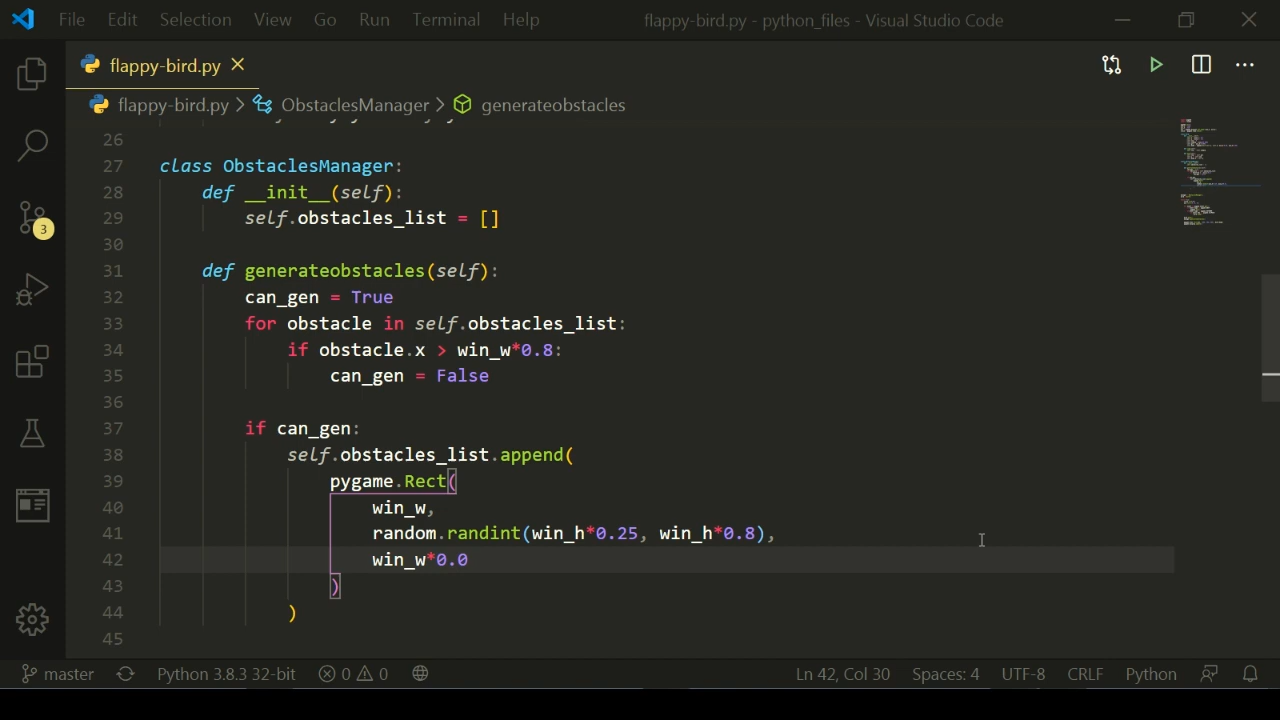 File Edit Selection View Go Run Terminal Help flappy-bird.py - python_files - Visual Studio Code
flappy-bird.py
flappy-bird.py > ObstaclesManager > generateobstacles
26
27 class ObstaclesManager:
28 def __init__(self):
29 self.obstacles_list = []
30
31 def generateobstacles(self):
32 can_gen = True
33 for obstacle in self.obstacles_list:
34 if obstacle.x > win_w*0.8:
35 can_gen = False
36
37 if can_gen:
38 self.obstacles_list.append(
39 pygame.Rect(
40 win_w,
41 random.randint(win_h*0.25, win_h*0.8),
42 win_w*0.0
43 )
44 )
45
3
master Python 3.8.3 32-bit 0 0 Ln 42, Col 30 Spaces: 4 UTF-8 CRLF Python